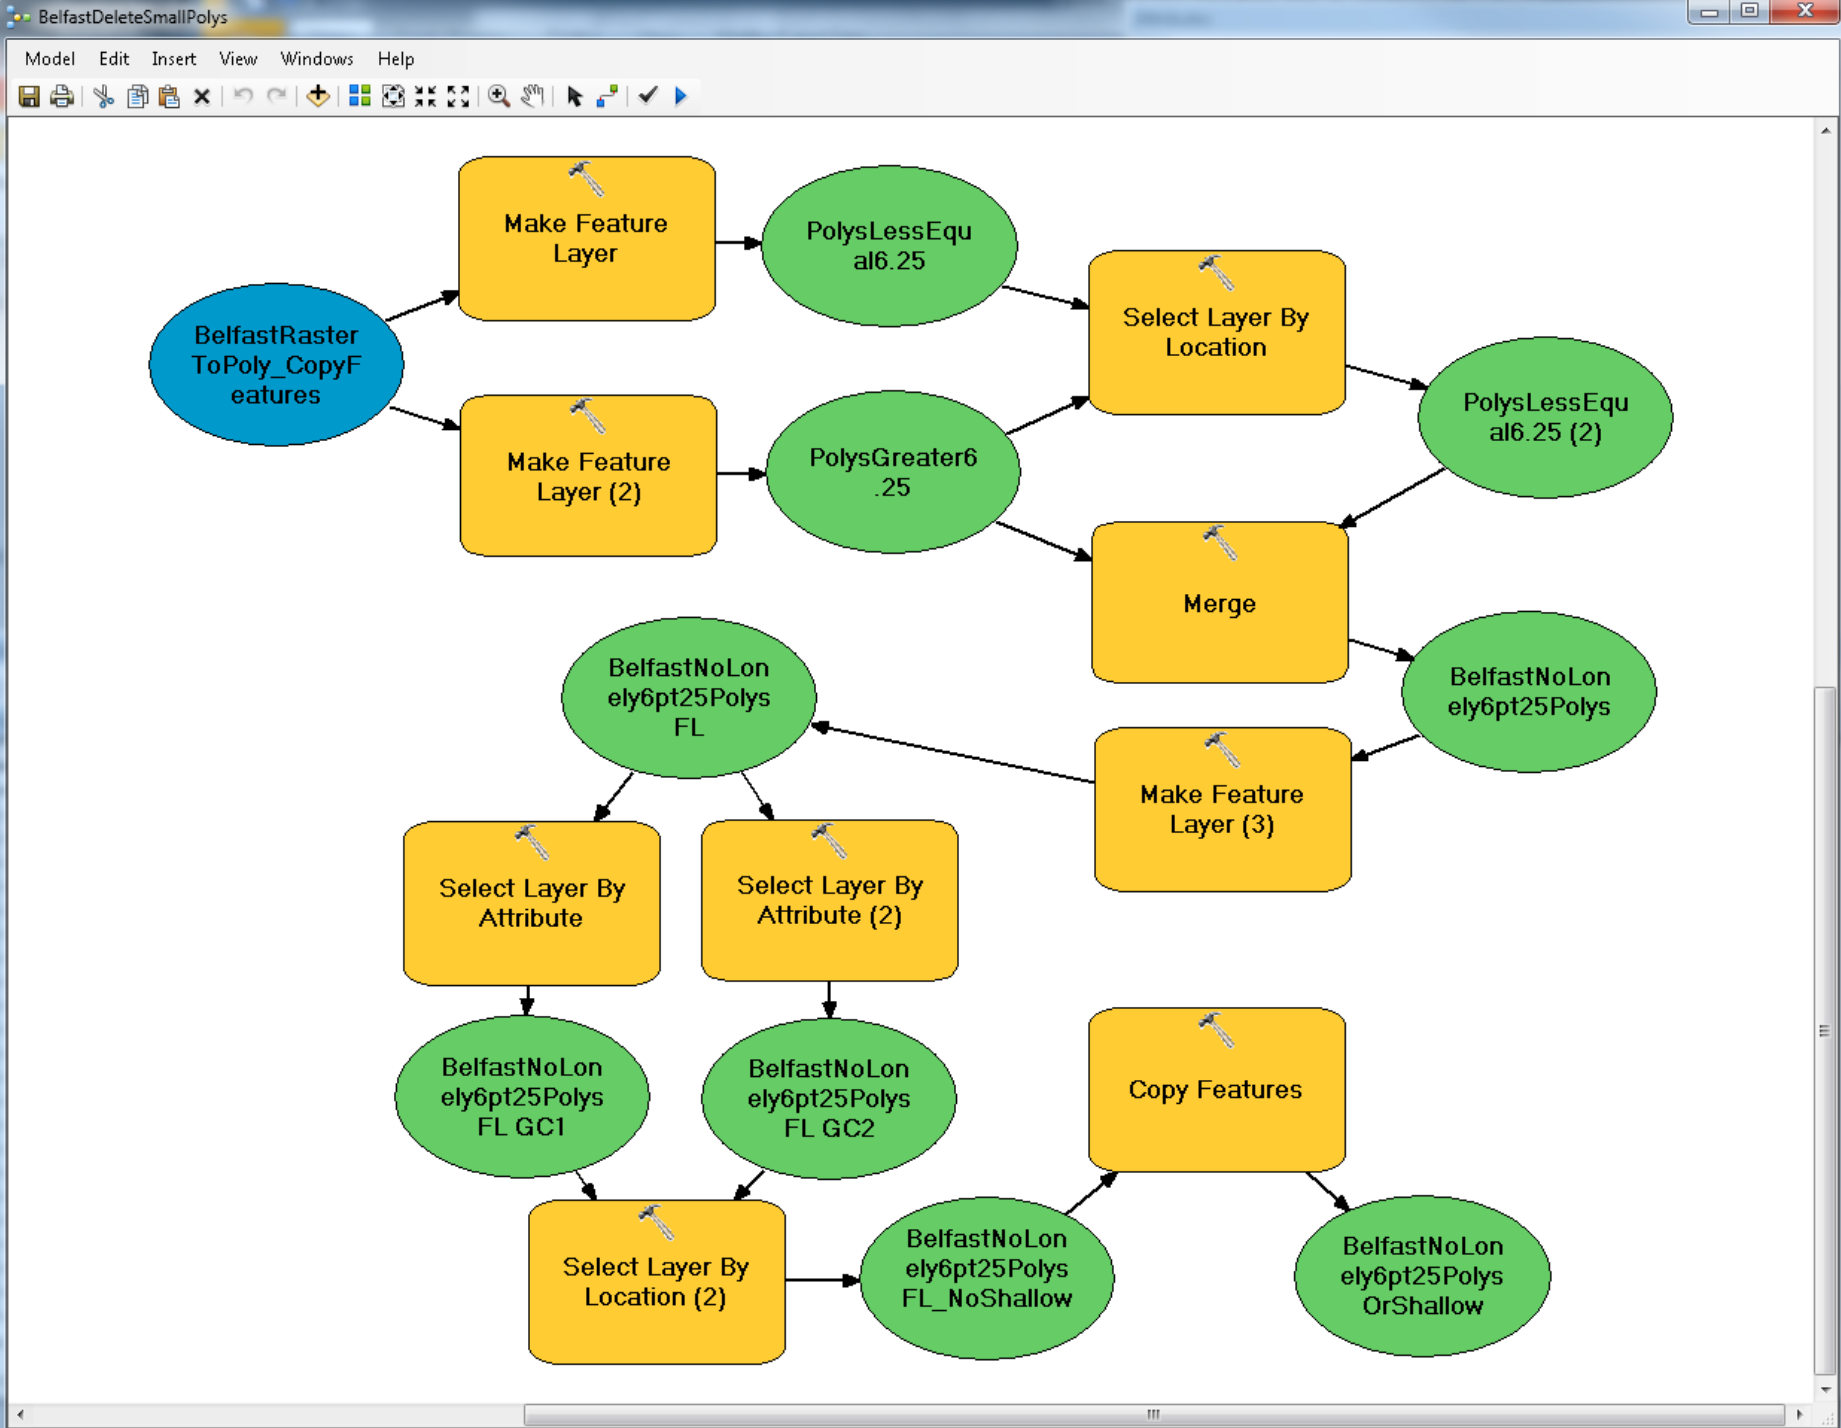 BelfastDeleteSmallPolys
Model Edit Insert View Windows Help
Make Feature
Layer
PolysLessEqu
al6.25
Select Layer By
Location
BelfastRaster
ToPoly_CopyF
eatures
PolysLessEqu
al6.25 (2)
Make Feature
Layer (2)
PolysGreater6
.25
Merge
BelfastNoLon
ely6pt25Polys
BelfastNoLon
ely6pt25Polys
FL
Make Feature
Layer (3)
Select Layer By
Attribute
Select Layer By
Attribute (2)
BelfastNoLon
ely6pt25Polys
FL GC1
BelfastNoLon
ely6pt25Polys
FL GC2
Copy Features
Select Layer By
Location (2)
BelfastNoLon
ely6pt25Polys
FL_NoShallow
BelfastNoLon
ely6pt25Polys
OrShallow